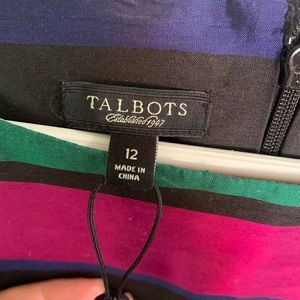 TALBOTS
Established 1947
12
MADE IN
CHINA